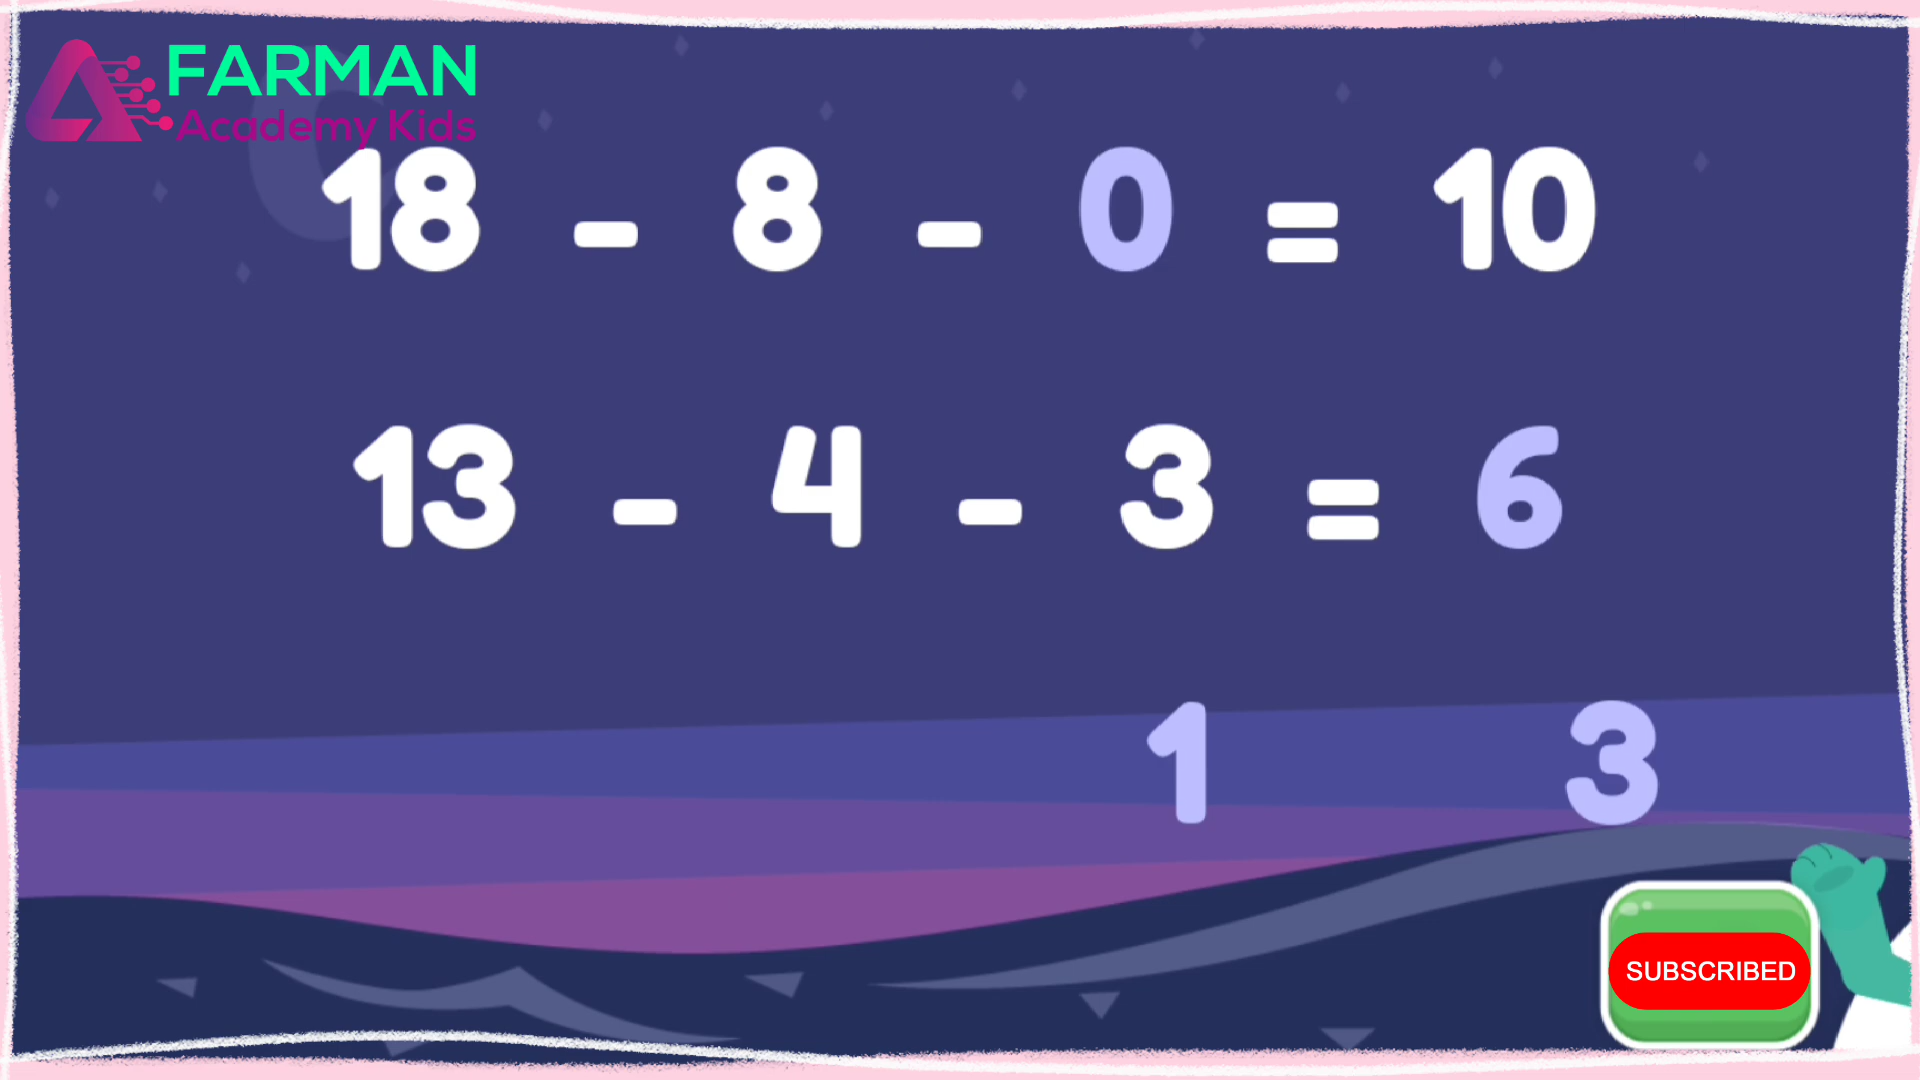 FARMAN
Academy Kids
18 - 8 - 0 = 10
13 - 4 - 3 = 6
1 3
SUBSCRIBED